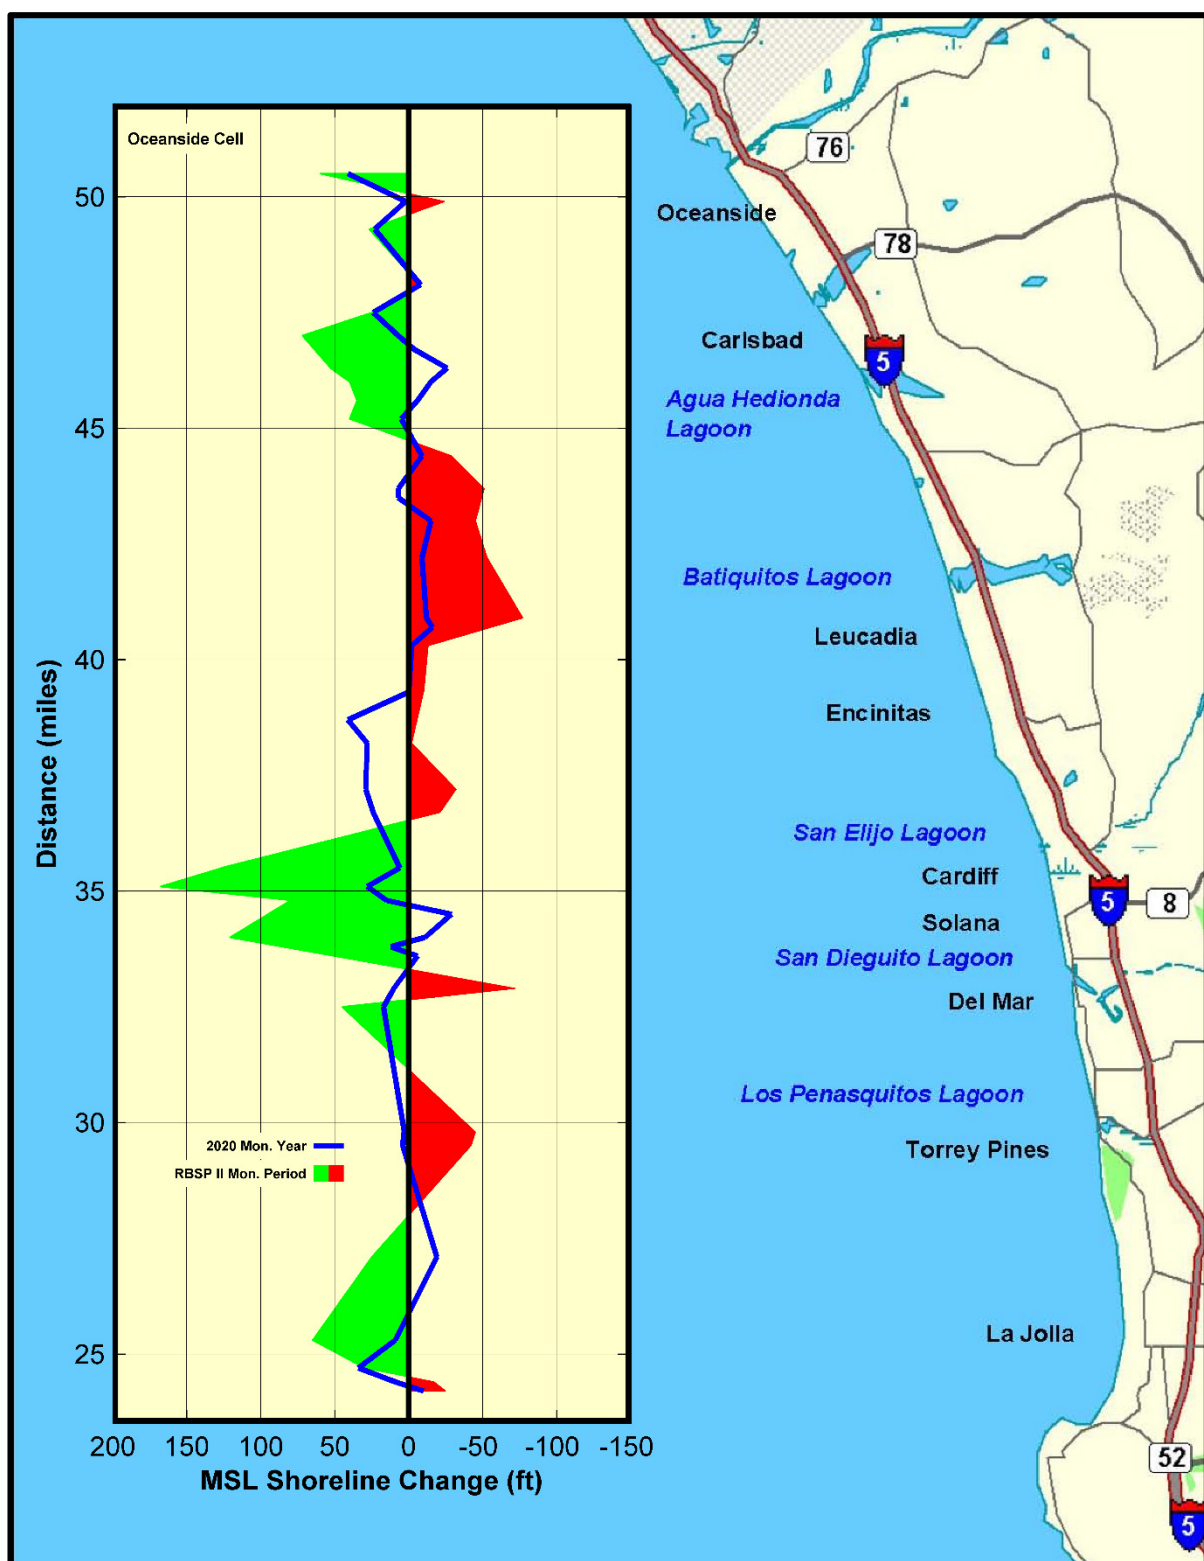 Oceanside Cell
50
45
40
35
30
25
Distance (miles)
2020 Mon. Year
RBSP II Mon. Period
200 150 100 50 0 -50 -100 -150
MSL Shoreline Change (ft)
76
Oceanside
78
Carlsbad
5
Agua Hedionda
Lagoon
Batiquitos Lagoon
Leucadia
Encinitas
San Elijo Lagoon
Cardiff
5
8
Solana
San Dieguito Lagoon
Del Mar
Los Penasquitos Lagoon
Torrey Pines
La Jolla
52
5